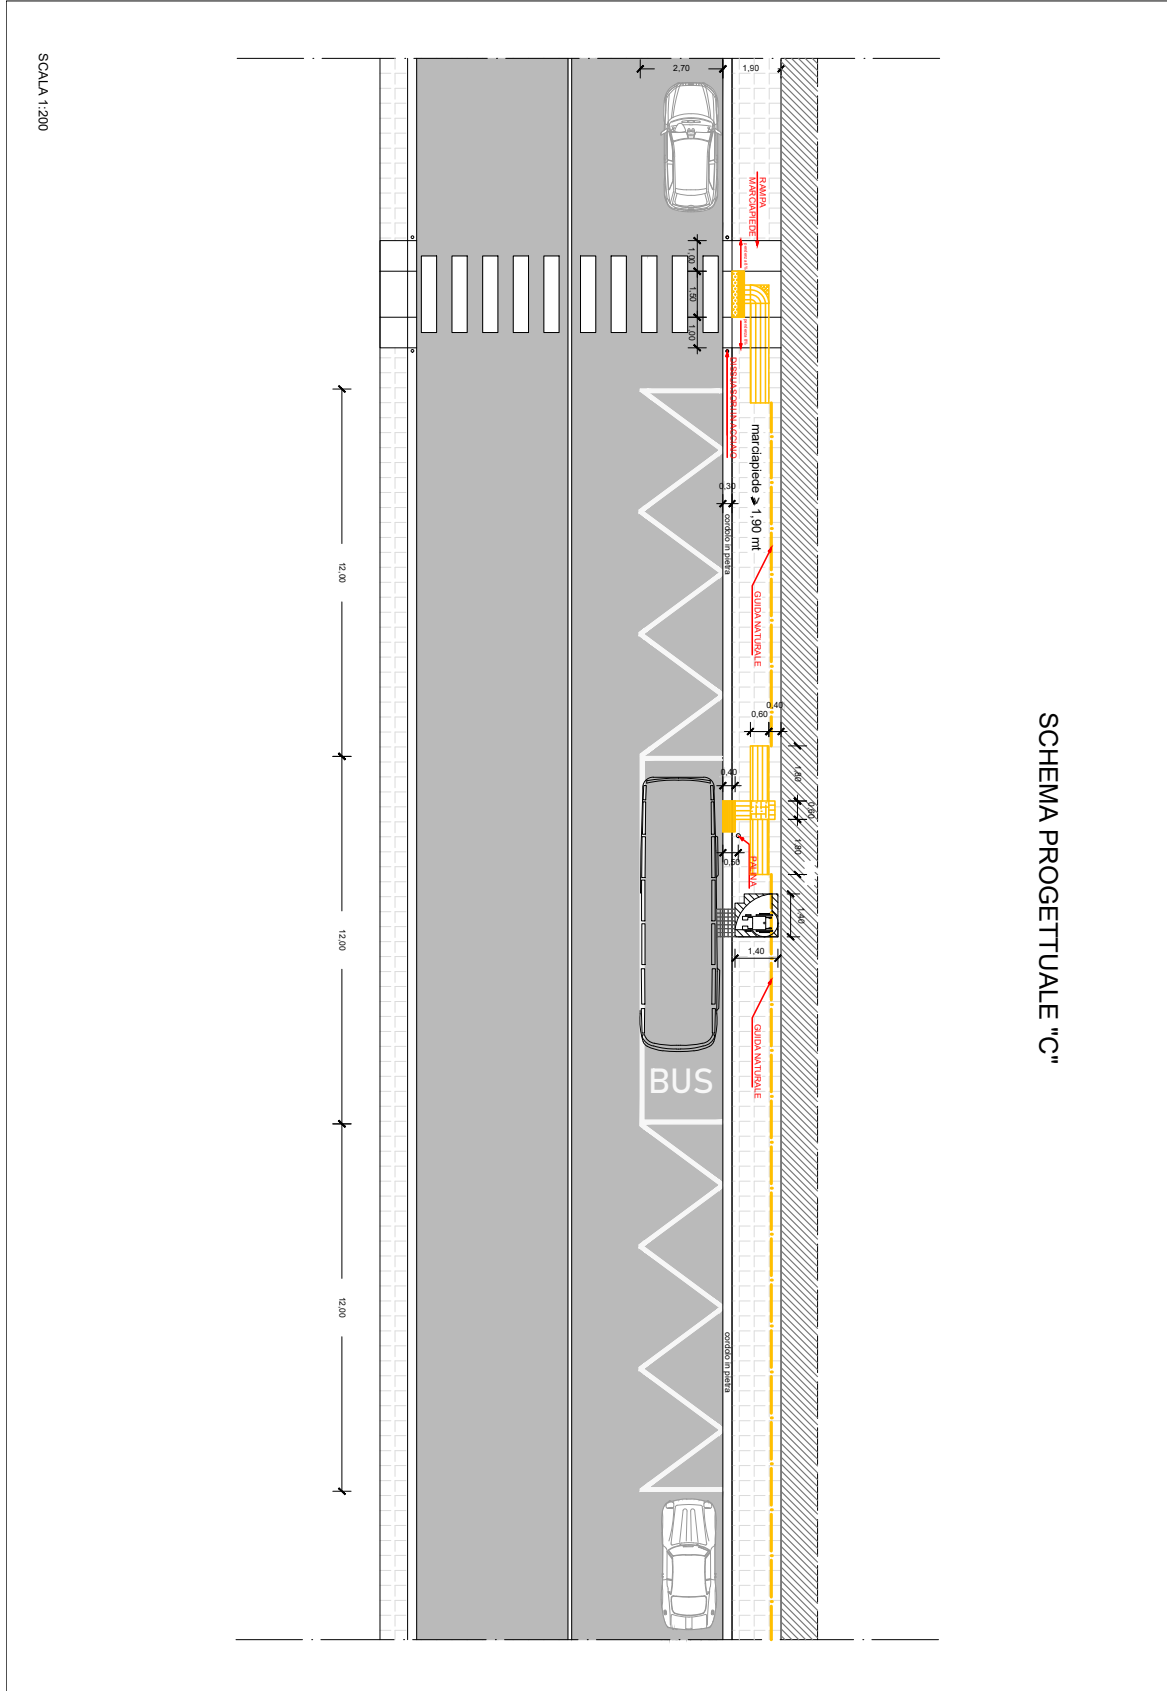 SCHEMA PROGETTUALE "C"
SCALA 1:200
2,70
1,90
RAMPA
MARCIAPIEDE
1,00
1,50
1,00
DISSUASORI IN ACCIAIO
marciapiede ≥ 1,90 mt
0,30
cordolo in pietra
GUIDA NATURALE
12,00
0,40
0,60
1,80
0,60
1,80
0,40
0,50
PALINA
1,40
1,40
12,00
GUIDA NATURALE
BUS
12,00
cordolo in pietra